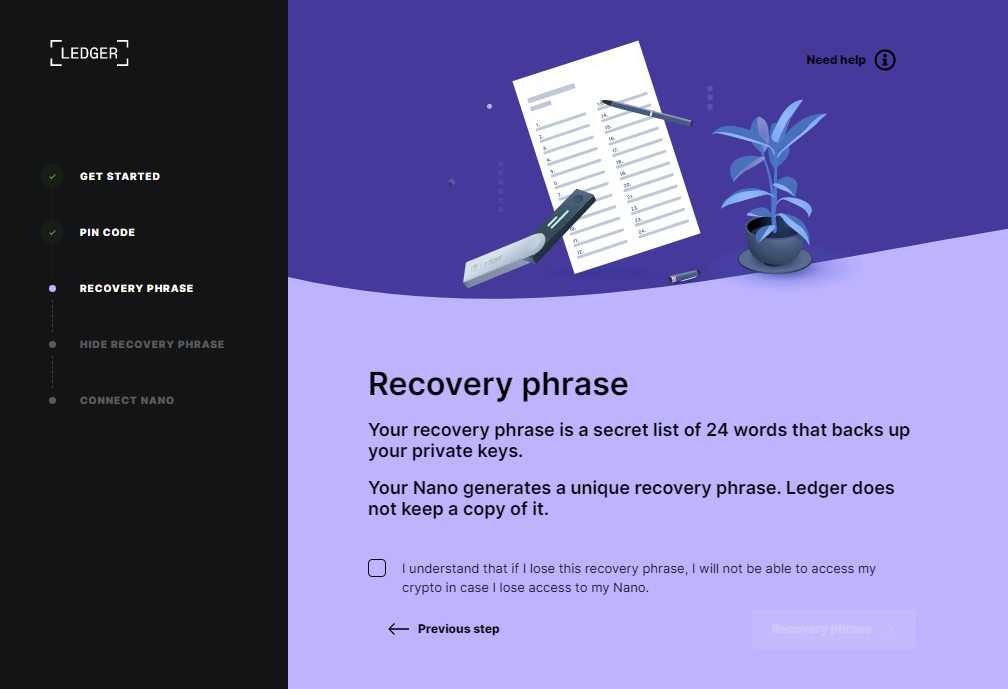 LEDGER
GET STARTED
PIN CODE
RECOVERY PHRASE
HIDE RECOVERY PHRASE
CONNECT NANO
Need help
1.
2.
3.
4.
5.
6.
7.
10.
11.
12.
13.
14.
15.
16.
17.
18.
19.
20.
21.
22.
23.
24.
Ledger
Recovery phrase
Your recovery phrase is a secret list of 24 words that backs up
your private keys.
Your Nano generates a unique recovery phrase. Ledger does
not keep a copy of it.
I understand that if I lose this recovery phrase, I will not be able to access my
crypto in case I lose access to my Nano.
Previous step
Recovery phrase